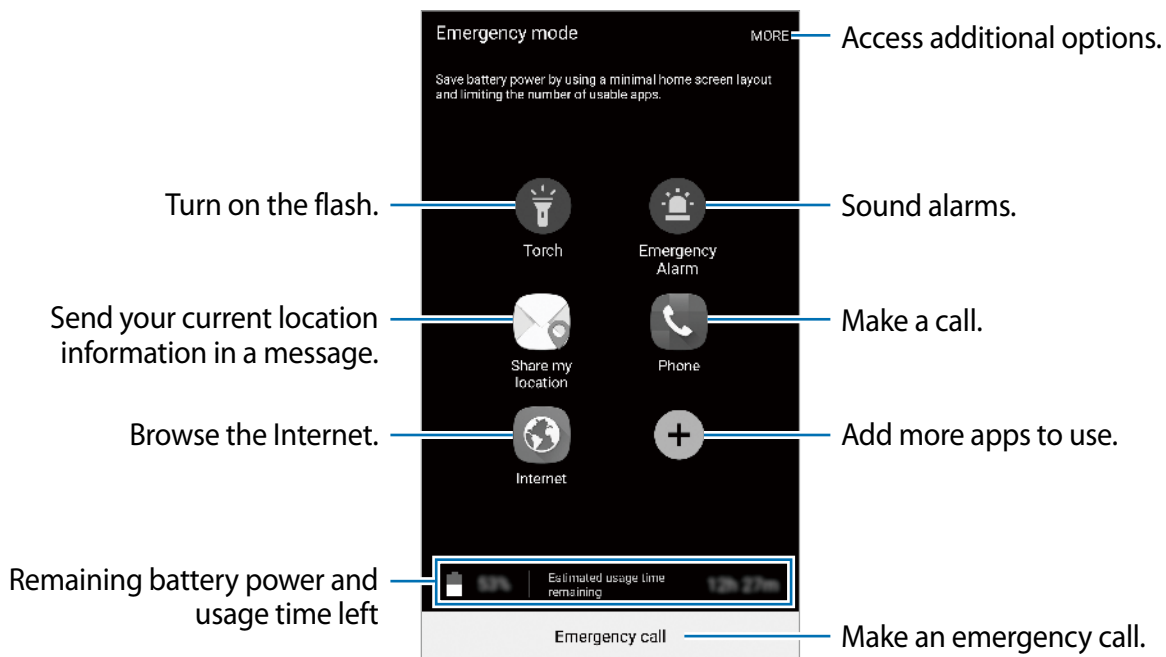 Emergency mode
MORE
Access additional options.
Save battery power by using a minimal home screen layout
and limiting the number of usable apps.
Turn on the flash.
Torch
Emergency
Alarm
Sound alarms.
Send your current location
information in a message.
Share my
location
Phone
Make a call.
Browse the Internet.
Internet
Add more apps to use.
Remaining battery power and
usage time left
53%
Estimated usage time
remaining
12h 27m
Emergency call
Make an emergency call.